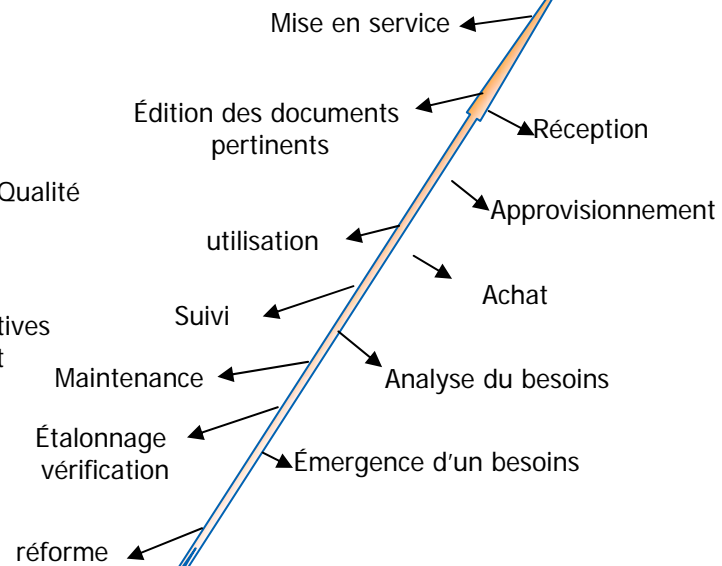 Mise en service
Édition des documents
pertinents
Réception
Qualité
Approvisionnement
utilisation
Achat
Suivi
tives
t
Maintenance
Analyse du besoins
Étalonnage
vérification
Émergence d'un besoins
réforme